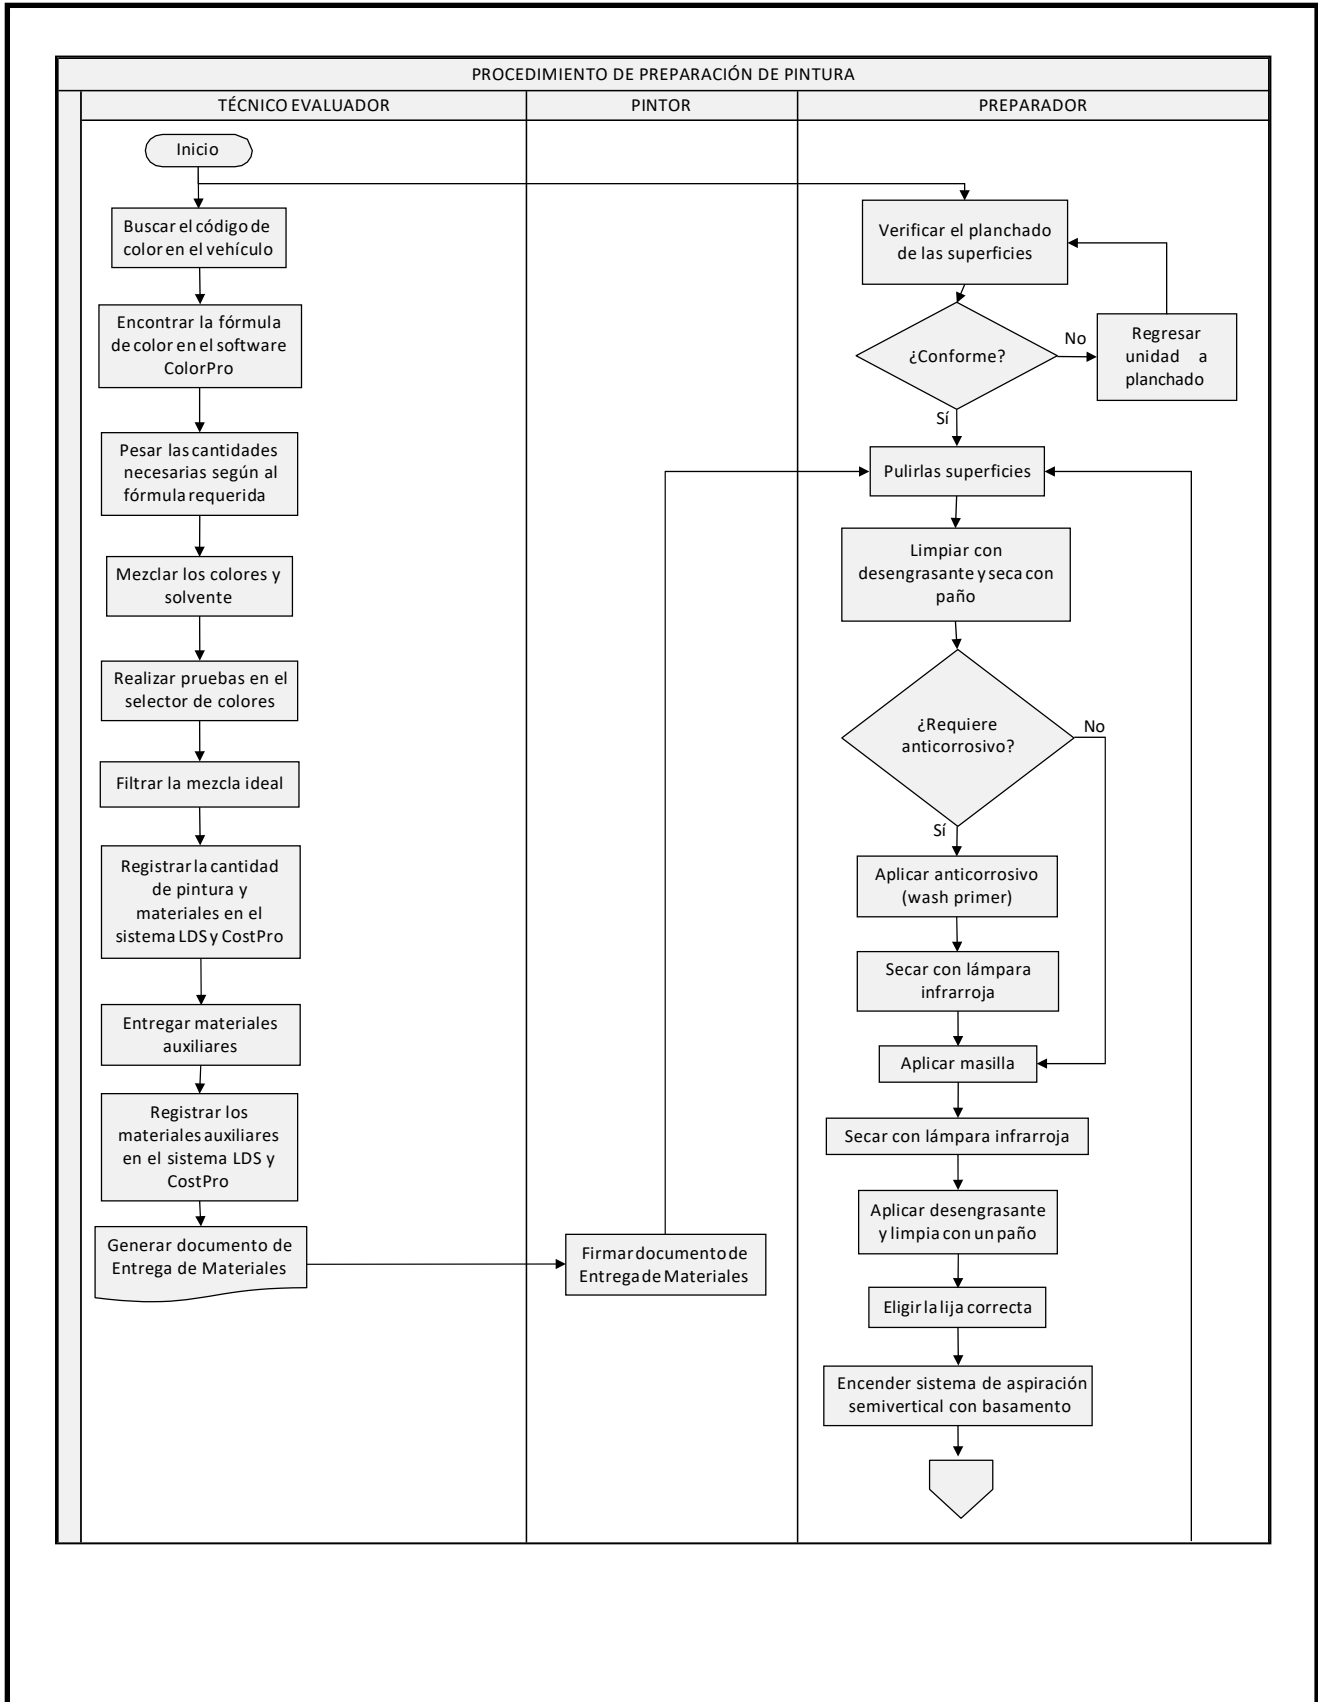 PROCEDIMIENTO DE PREPARACIÓN DE PINTURA
TÉCNICO EVALUADOR
PINTOR
PREPARADOR
Inicio
Buscar el código de
color en el vehículo
Encontrar la fórmula
de color en el software
ColorPro
Pesar las cantidades
necesarias según al
fórmula requerida
Mezclar los colores y
solvente
Realizar pruebas en el
selector de colores
Filtrar la mezcla ideal
Registrar la cantidad
de pintura y
materiales en el
sistema LDS y CostPro
Entregar materiales
auxiliares
Registrar los
materiales auxiliares
en el sistema LDS y
CostPro
Generar documento de
Entrega de Materiales
Firmar documento de
Entrega de Materiales
Verificar el planchado
de las superficies
¿Conforme?
No
Regresar
unidad a
planchado
Sí
Pulir las superficies
Limpiar con
desengrasante y seca con
paño
¿Requiere
anticorrosivo?
No
Sí
Aplicar anticorrosivo
(wash primer)
Secar con lámpara
infrarroja
Aplicar masilla
Secar con lámpara infrarroja
Aplicar desengrasante
y limpia con un paño
Eligir la lija correcta
Encender sistema de aspiración
semivertical con basamento